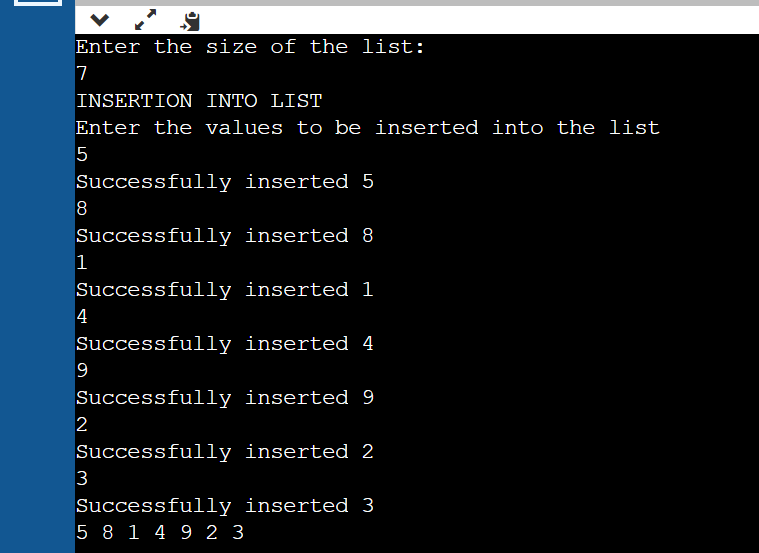 Enter the size of the list:
7
INSERTION INTO LIST
Enter the values to be inserted into the list
5
Successfully inserted 5
8
Successfully inserted 8
1
Successfully inserted 1
4
Successfully inserted 4
9
Successfully inserted 9
2
Successfully inserted 2
3
Successfully inserted 3
5 8 1 4 9 2 3